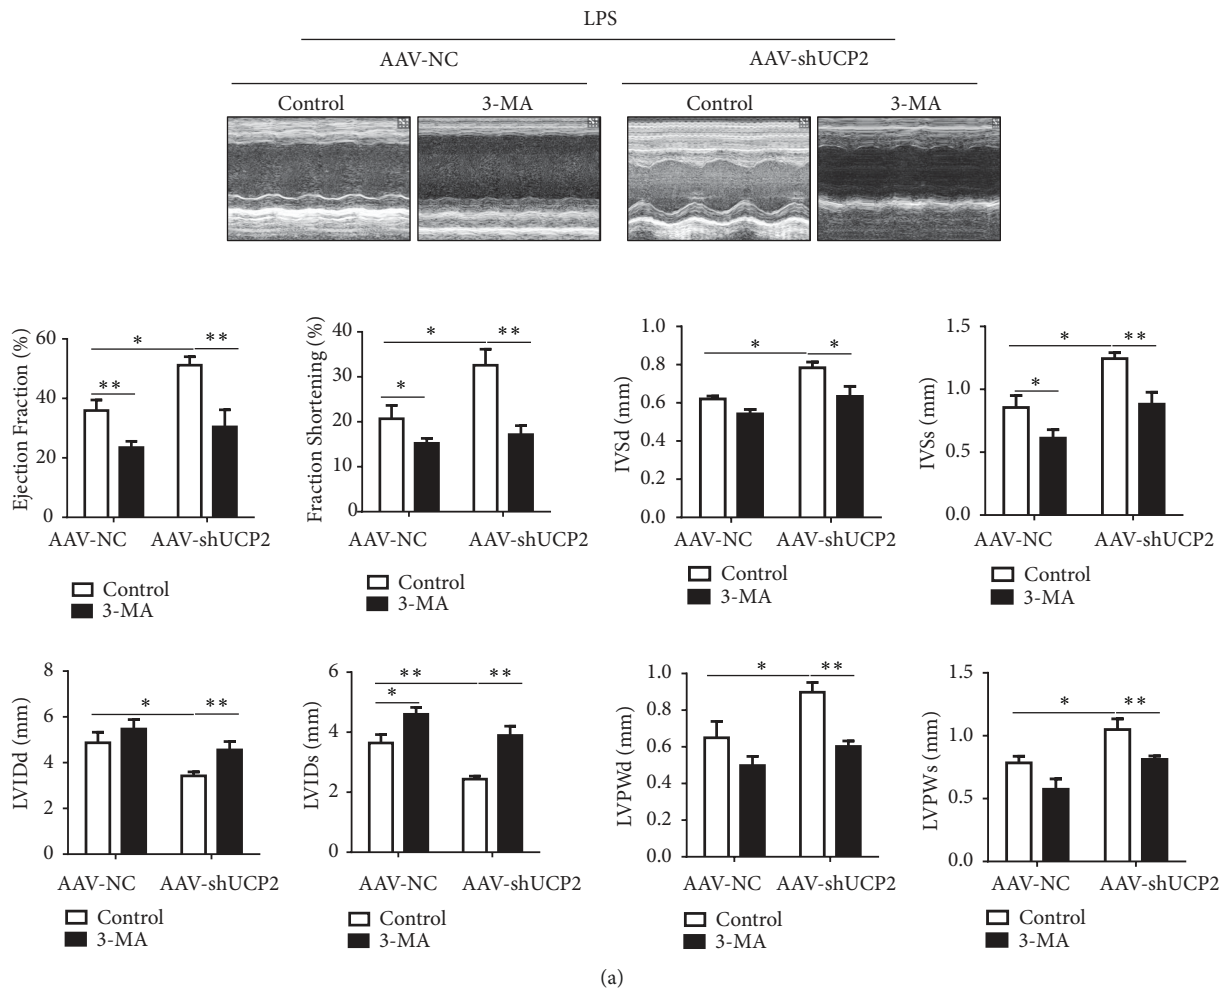 LPS
AAV-NC
AAV-shUCP2
Control
3-MA
Control
3-MA
Ejection Fraction (%)
60
40
20
0
*
**
**
AAV-NC
AAV-shUCP2
Control
3-MA
Fraction Shortening (%)
40
30
20
10
0
*
**
*
AAV-NC
AAV-shUCP2
Control
3-MA
IVSd (mm)
1.0
0.8
0.6
0.4
0.2
0.0
*
*
AAV-NC
AAV-shUCP2
Control
3-MA
IVSs (mm)
1.5
1.0
0.5
0.0
*
**
*
AAV-NC
AAV-shUCP2
Control
3-MA
LVIDd (mm)
8
6
4
2
0
*
**
AAV-NC
AAV-shUCP2
Control
3-MA
LVIDs (mm)
6
4
2
0
**
**
*
AAV-NC
AAV-shUCP2
Control
3-MA
LVPWd (mm)
1.0
0.8
0.6
0.4
0.2
0.0
*
**
AAV-NC
AAV-shUCP2
Control
3-MA
LVPWs (mm)
1.5
1.0
0.5
0.0
*
**
AAV-NC
AAV-shUCP2
Control
3-MA
(a)